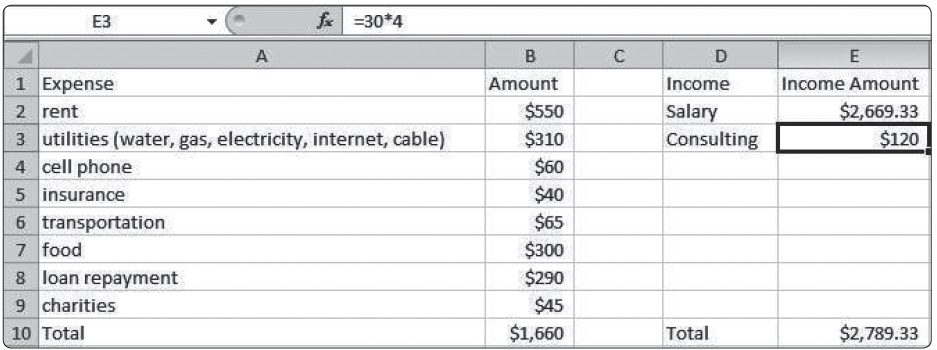 E3 fx =30*4
A B C D E
1 Expense Amount Income Income Amount
2 rent $550 Salary $2,669.33
3 utilities (water, gas, electricity, internet, cable) $310 Consulting $120
4 cell phone $60
5 insurance $40
6 transportation $65
7 food $300
8 loan repayment $290
9 charities $45
10 Total $1,660 Total $2,789.33